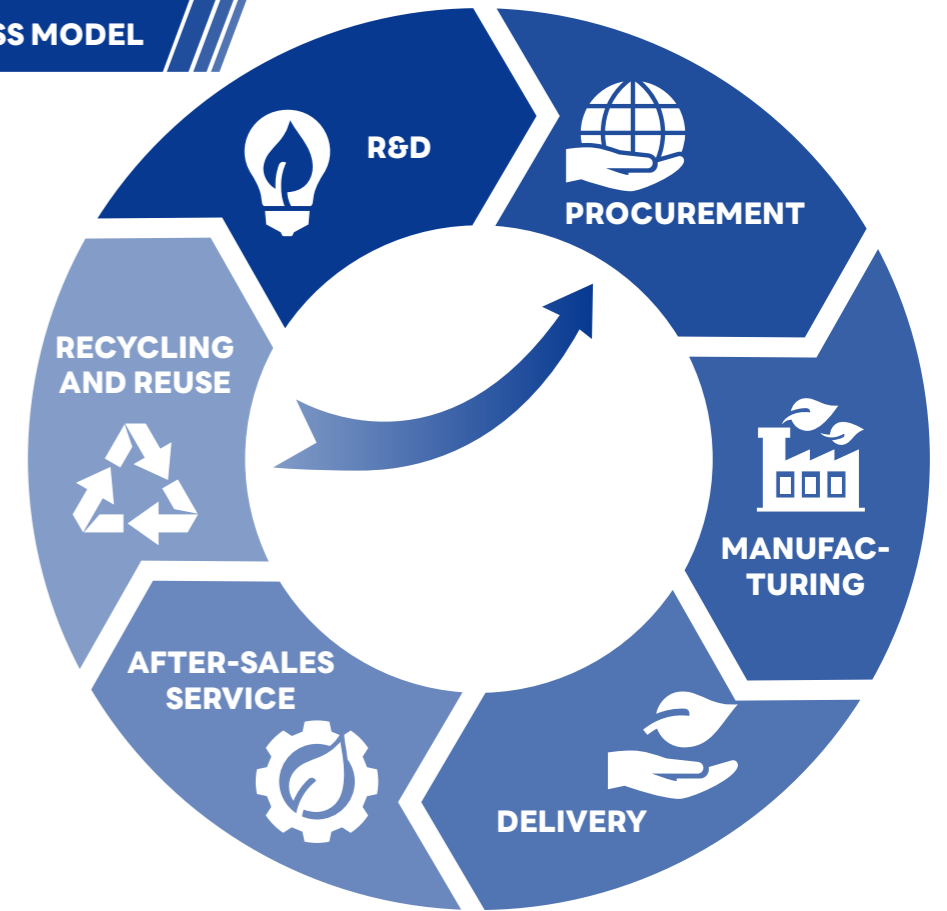 SS MODEL
R&D
PROCUREMENT
MANUFAC-
TURING
DELIVERY
AFTER-SALES
SERVICE
RECYCLING
AND REUSE